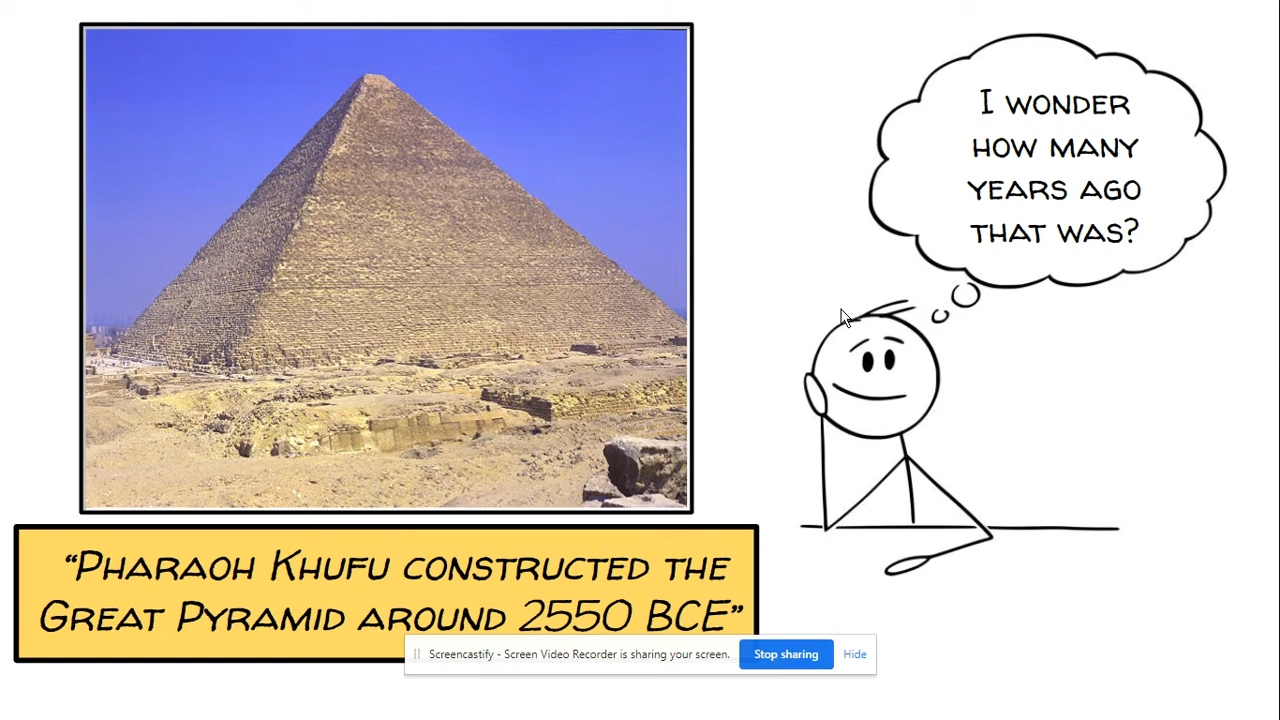 I WONDER
HOW MANY
YEARS AGO
THAT WAS?
“PHARAOH KHUFU CONSTRUCTED THE
GREAT PYRAMID AROUND 2550 BCE”
Screencastify - Screen Video Recorder is sharing your screen.
Stop sharing
Hide